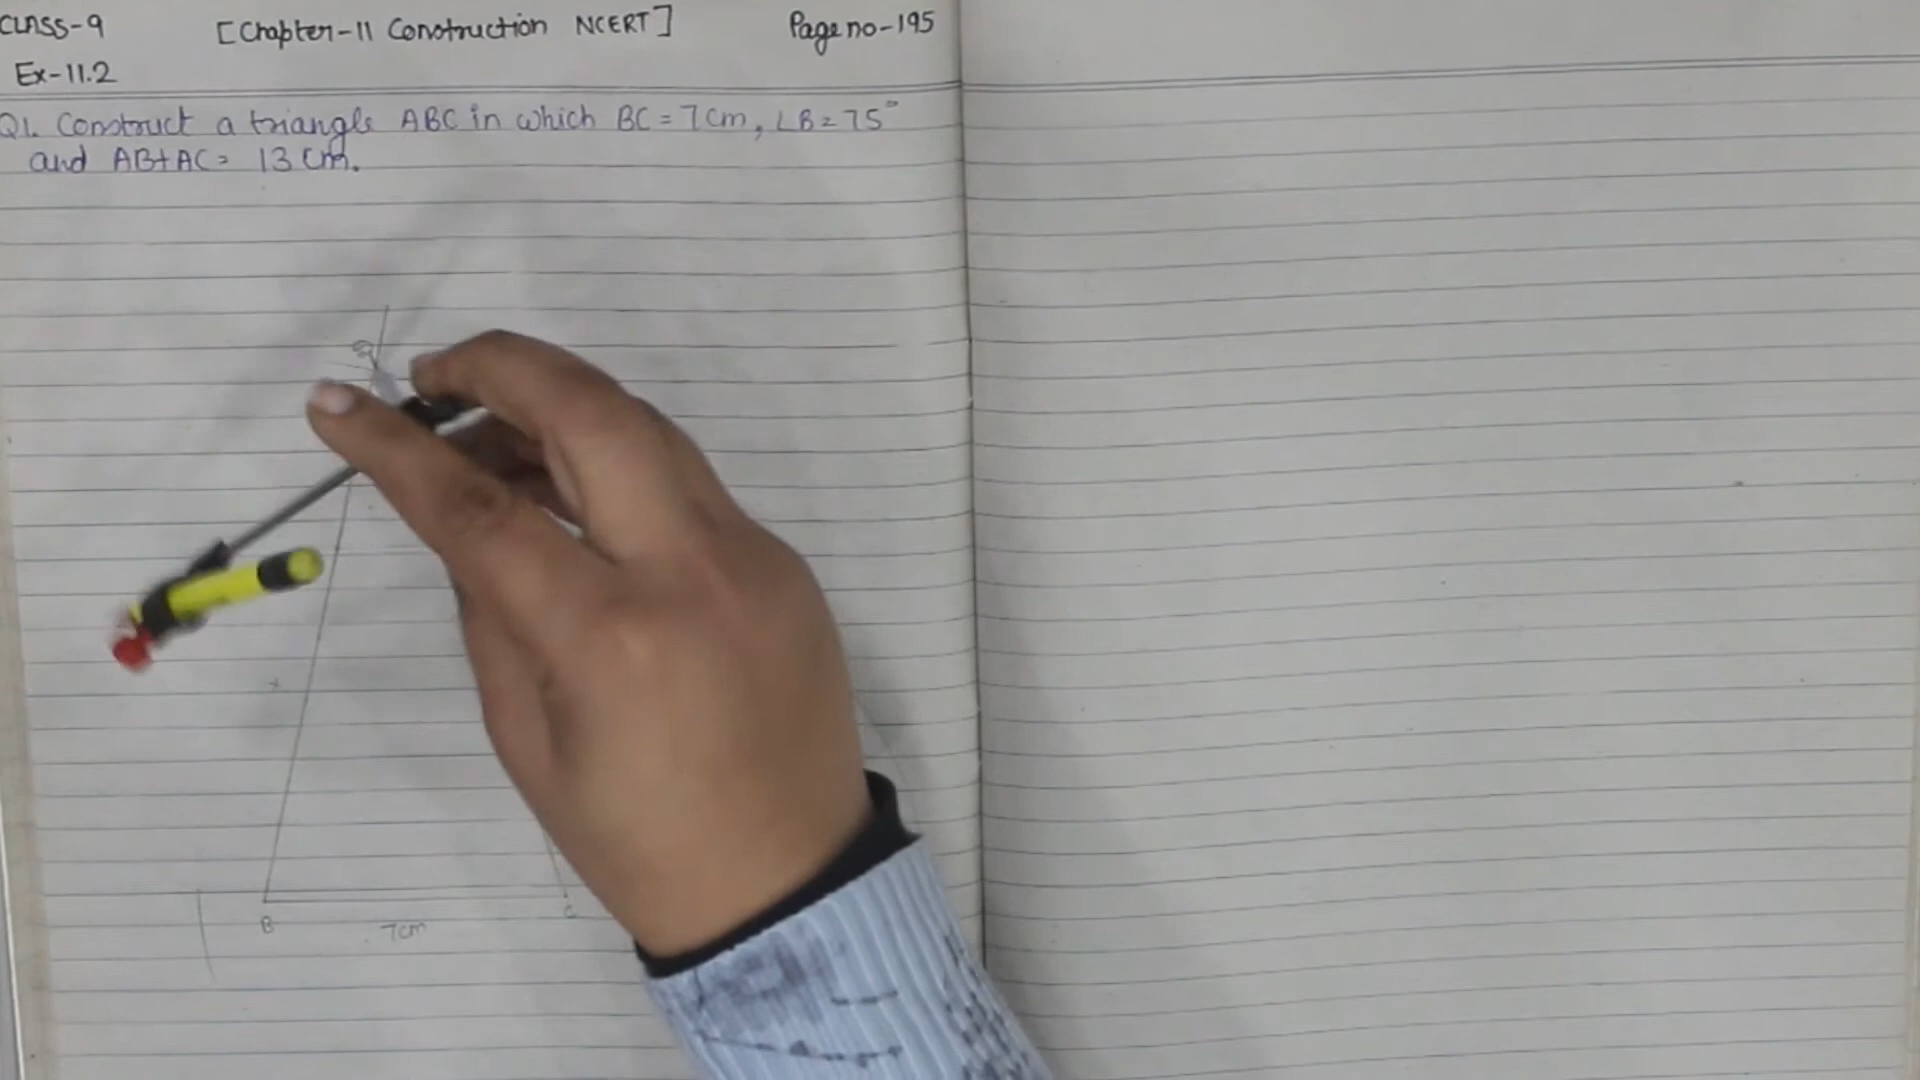 CLASS-9 [Chapter-11 Construction NCERT] Page no-195
Ex-11.2
Q1. Construct a triangle ABC in which BC = 7cm, ∠B = 75°
and AB+AC = 13 cm.
B 7cm C